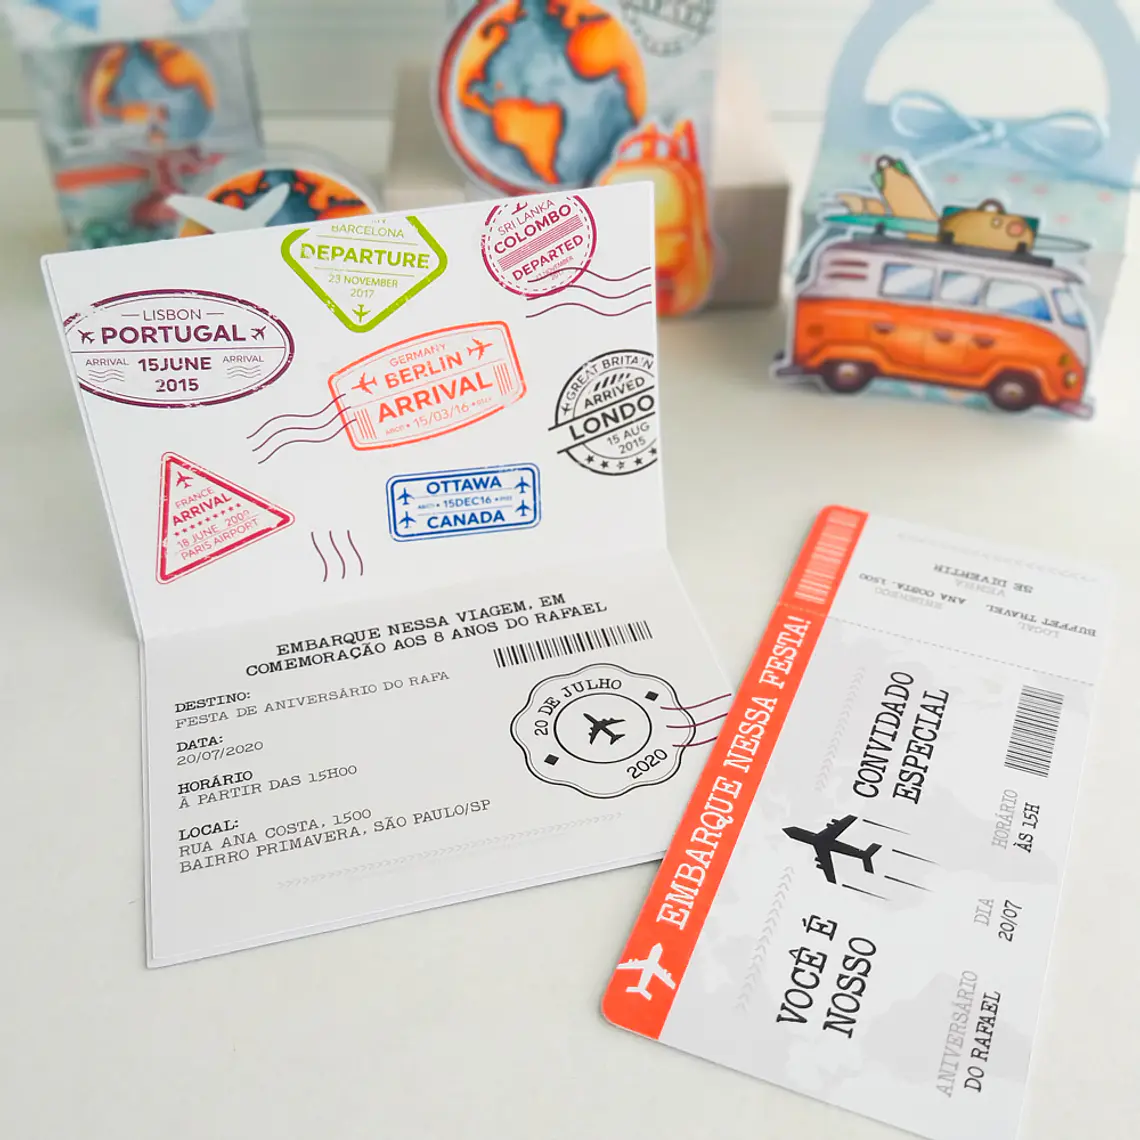 BARCELONA
DEPARTURE
23 NOVEMBER
2017
SRI LANKA
COLOMBO
DEPARTED
NOVEMBER
LISBON
PORTUGAL
ARRIVAL 15JUNE ARRIVAL
2015
GERMANY
BERLIN
ARRIVAL
15/03/16
GREAT BRITAIN
ARRIVED
LONDO
15 AUG
2015
FRANCE
ARRIVAL
18 JUNE
PARIS AIRPORT
OTTAWA
15DEC16
CANADA
EMBARQUE NESSA VIAGEM, EM
COMEMORAÇÃO AOS 8 ANOS DO RAFAEL
DESTINO:
FESTA DE ANIVERSÁRIO DO RAFA
DATA:
20/07/2020
HORÁRIO
À PARTIR DAS 15H00
LOCAL:
RUA ANA COSTA, 1500
BAIRRO PRIMAVERA, SÃO PAULO/SP
20 DE JULHO
2020
EMBARQUE NESSA FESTA!
VOCÊ É
NOSSO
CONVIDADO
ESPECIAL
ANIVERSÁRIO
DO RAFAEL
DIA
20/07
HORÁRIO
ÀS 15H
LOCAL
BUFFET TRAVEL
ENDEREÇO
ANA COSTA, 1500
VENHA
SE DIVERTIR